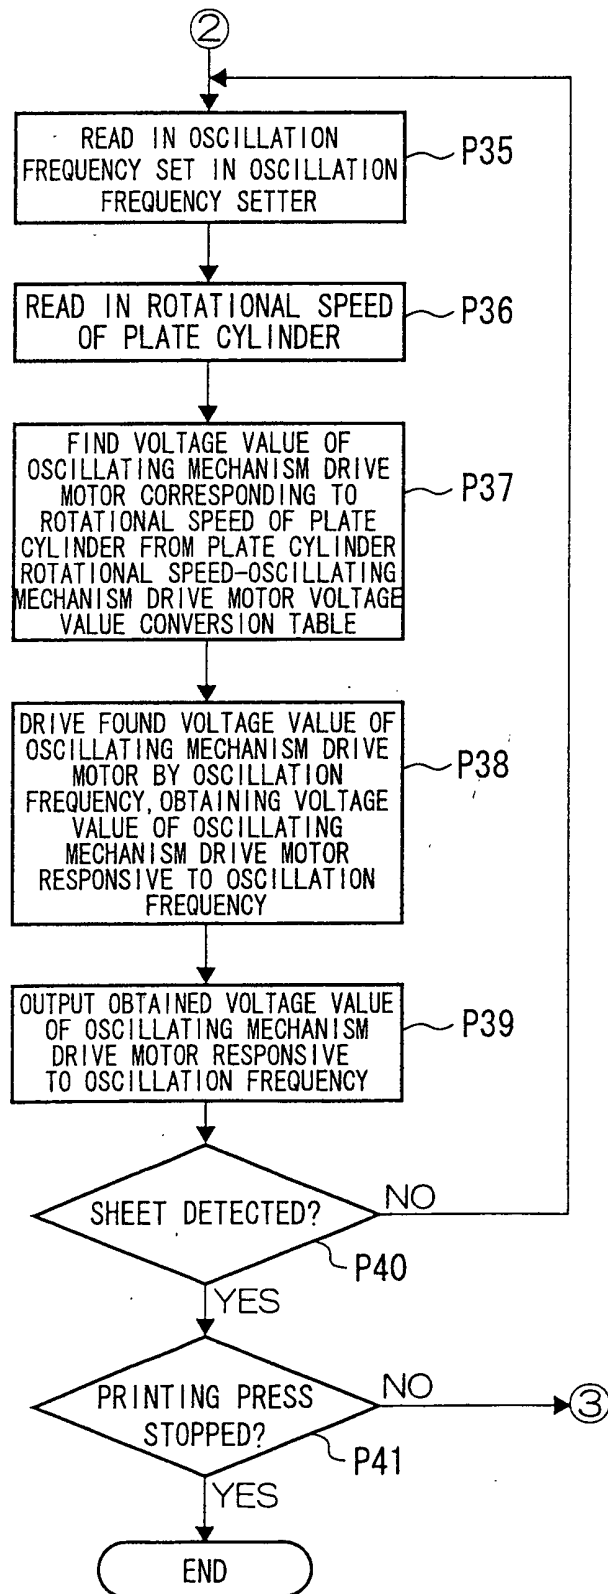 ②
READ IN OSCILLATION
FREQUENCY SET IN OSCILLATION
FREQUENCY SETTER
P35
READ IN ROTATIONAL SPEED
OF PLATE CYLINDER
P36
FIND VOLTAGE VALUE OF
OSCILLATING MECHANISM DRIVE
MOTOR CORRESPONDING TO
ROTATIONAL SPEED OF PLATE
CYLINDER FROM PLATE CYLINDER
ROTATIONAL SPEED-OSCILLATING
MECHANISM DRIVE MOTOR VOLTAGE
VALUE CONVERSION TABLE
P37
DRIVE FOUND VOLTAGE VALUE OF
OSCILLATING MECHANISM DRIVE
MOTOR BY OSCILLATION
FREQUENCY, OBTAINING VOLTAGE
VALUE OF OSCILLATING
MECHANISM DRIVE MOTOR
RESPONSIVE TO OSCILLATION
FREQUENCY
P38
OUTPUT OBTAINED VOLTAGE VALUE
OF OSCILLATING MECHANISM
DRIVE MOTOR RESPONSIVE
TO OSCILLATION FREQUENCY
P39
SHEET DETECTED?
NO
P40
YES
PRINTING PRESS
STOPPED?
NO
③
P41
YES
END